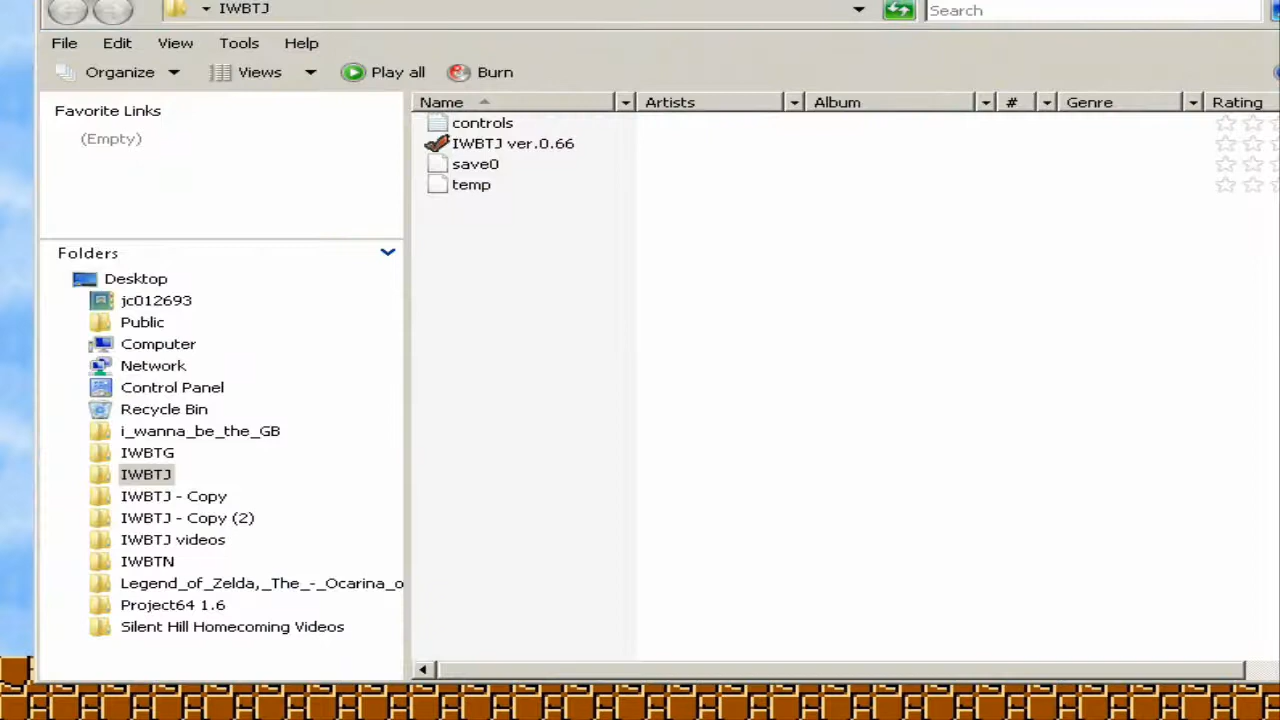 IWBTJ
Search
File Edit View Tools Help
Organize Views Play all Burn
Favorite Links
(Empty)
Folders
Desktop
jc012693
Public
Computer
Network
Control Panel
Recycle Bin
i_wanna_be_the_GB
IWBTG
IWBTJ
IWBTJ - Copy
IWBTJ - Copy (2)
IWBTJ videos
IWBTN
Legend_of_Zelda,_The_-_Ocarina_o
Project64 1.6
Silent Hill Homecoming Videos
Name Artists Album # Genre Rating
controls
IWBTJ ver.0.66
save0
temp